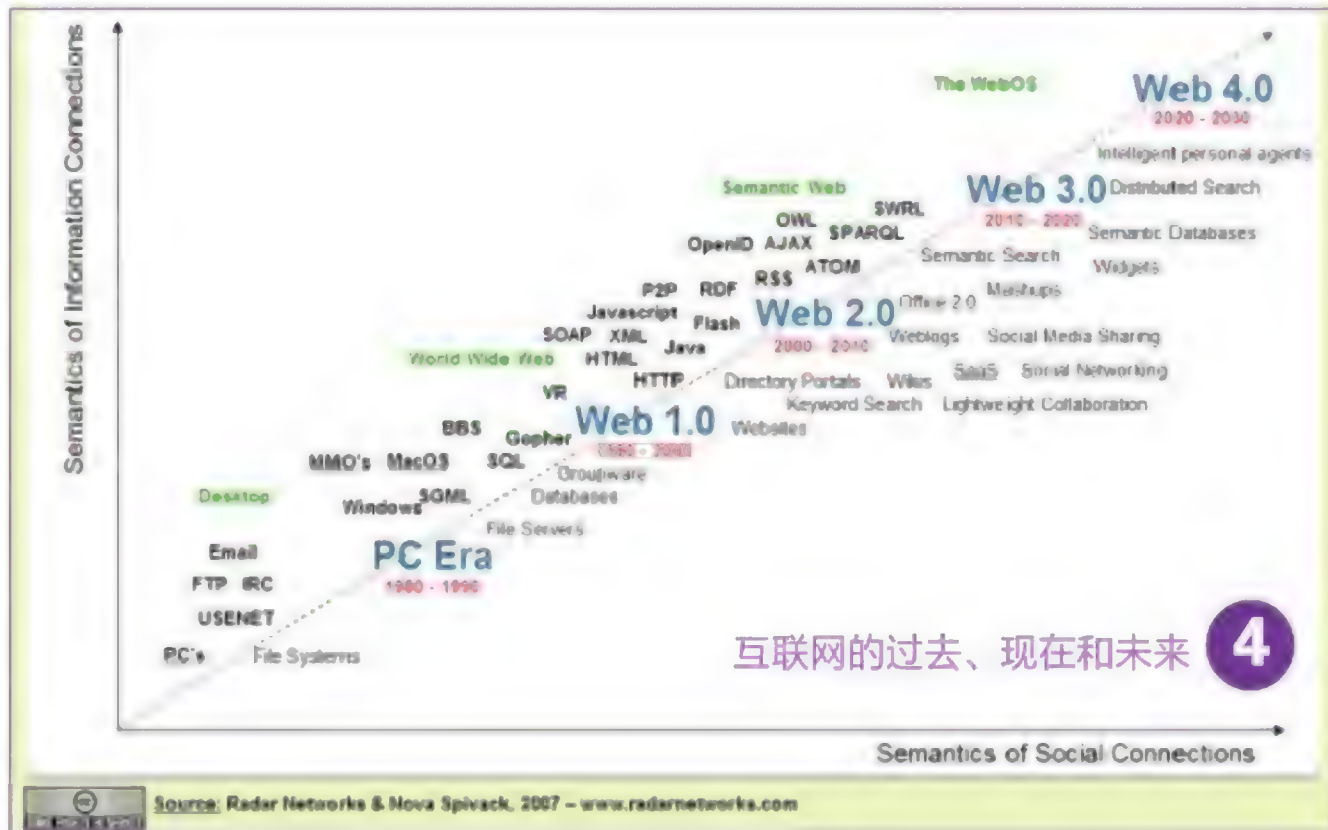 Semantics of Information Connections
The WebOS
Web 4.0
2020 - 2030
Intelligent personal agents
Semantic Web
Web 3.0
Distributed Search
2010 - 2020
SWRL
OWL
SPARQL
Semantic Databases
OpenID
AJAX
Semantic Search
Widgets
ATOM
RSS
P2P
RDF
Mashups
Office 2.0
Javascript
Flash
Web 2.0
SOAP
XML
Weblogs
Social Media Sharing
Java
2000 - 2010
World Wide Web
HTML
HTTP
Directory Portals
Wikis
SaaS
Social Networking
VR
Keyword Search
Lightweight Collaboration
Web 1.0
Websites
BBS
Gopher
1990 - 2000
MMO's
MacOS
SQL
Groupware
Desktop
SGML
Databases
Windows
File Servers
Email
PC Era
1980 - 1990
FTP
IRC
USENET
PC's
File Systems
互联网的过去、现在和未来
4
Semantics of Social Connections
Source: Radar Networks & Nova Spivack, 2007 – www.radarnetworks.com